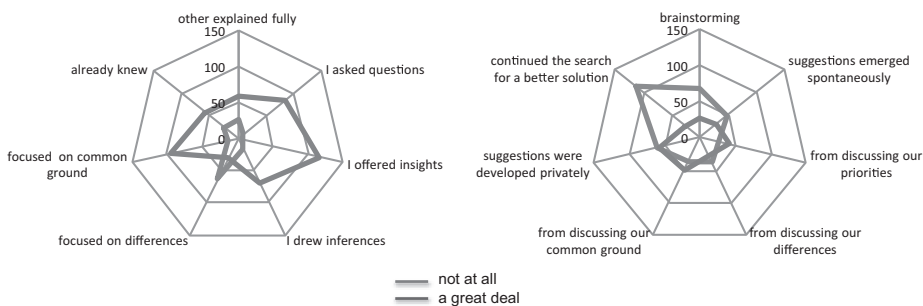 other explained fully
150
100
50
0
I asked questions
I offered insights
I drew inferences
focused on differences
focused on common
ground
already knew
brainstorming
150
100
50
0
suggestions emerged
spontaneously
from discussing our
priorities
from discussing our
differences
from discussing our
common ground
suggestions were
developed privately
continued the search
for a better solution
not at all
a great deal